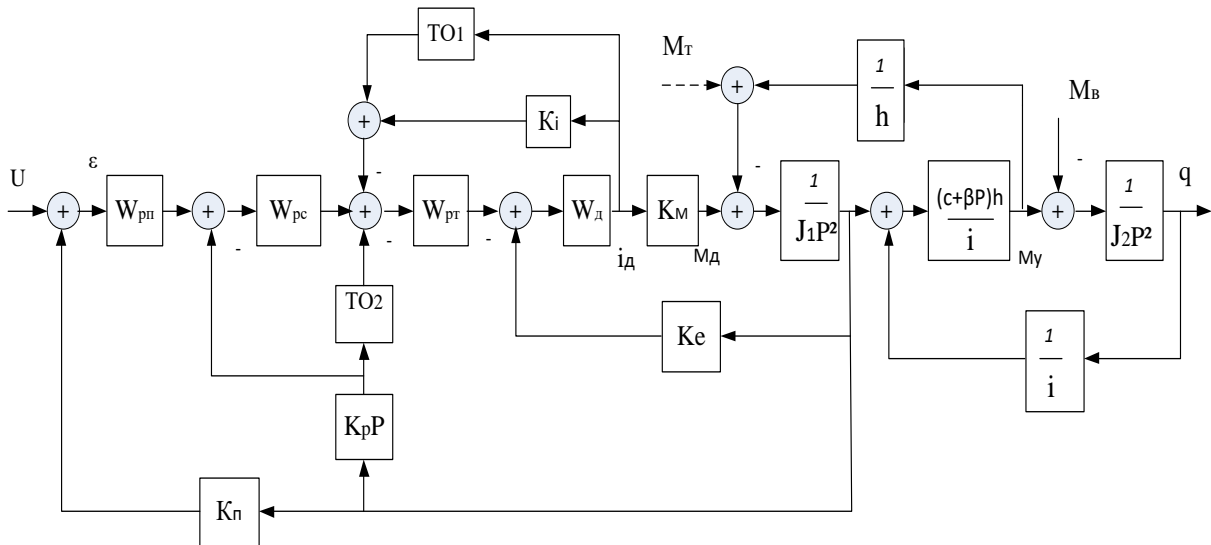 TO1
Mт
1
h
Mв
Ki
U
ε
-
-
q
+
+
+
Wрп
+
Wрс
+
Wрт
+
Wд
Kм
+
1
J1P²
+
(c+βP)h
i
+
1
J2P²
-
-
-
iд
Mд
Mу
TO2
Ke
1
i
KpP
Kп